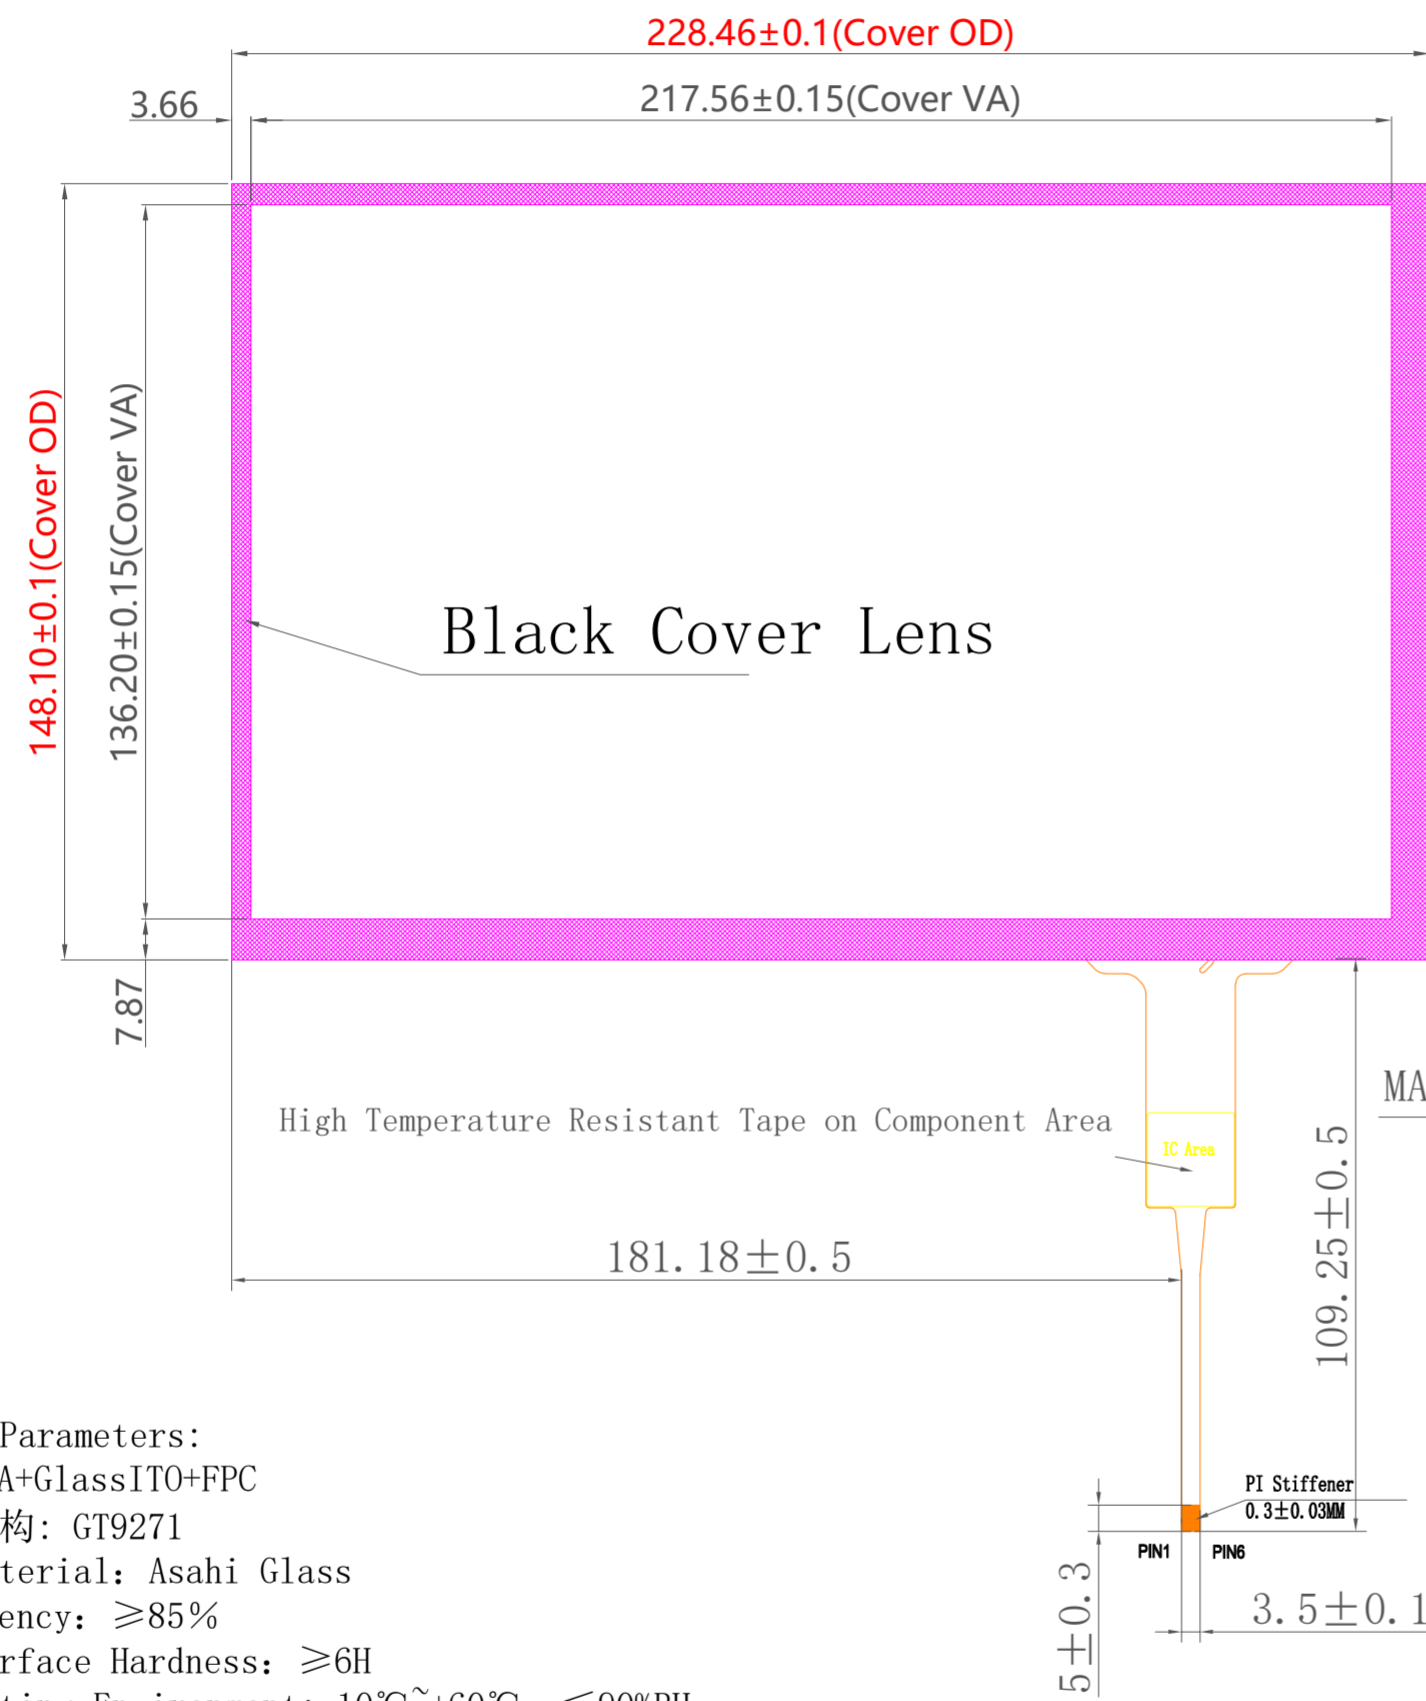 228.46±0.1(Cover OD)
3.66
217.56±0.15(Cover VA)
148.10±0.1(Cover OD)
136.20±0.15(Cover VA)
Black Cover Lens
7.87
High Temperature Resistant Tape on Component Area
IC Area
MA
109.25±0.5
181.18±0.5
Parameters:
A+GlassITO+FPC
构: GT9271
terial: Asahi Glass
ency: ≥85%
rface Hardness: ≥6H
PI Stiffener
0.3±0.03MM
PIN1
PIN6
5±0.3
3.5±0.1